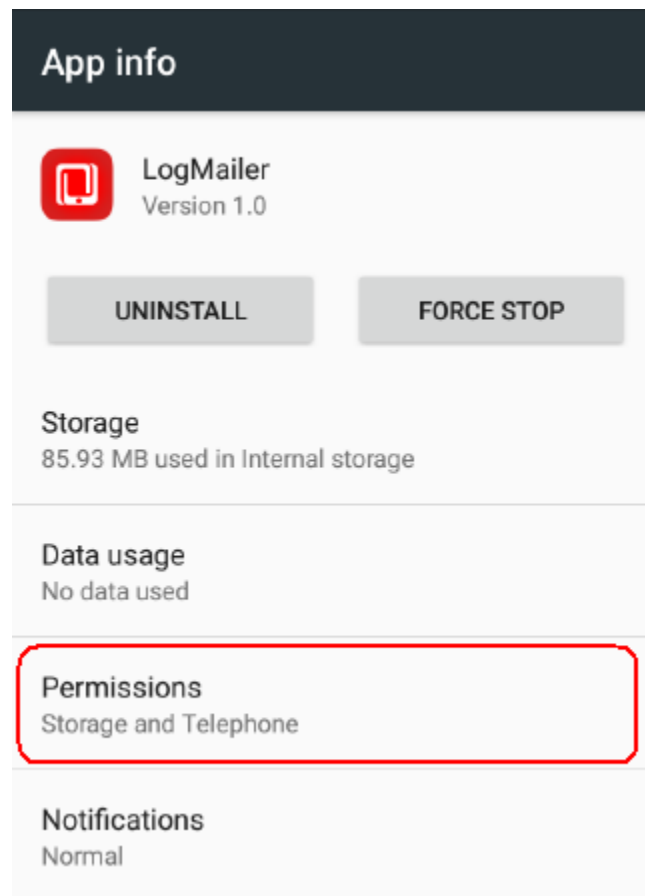 App info
LogMailer
Version 1.0
UNINSTALL
FORCE STOP
Storage
85.93 MB used in Internal storage
Data usage
No data used
Permissions
Storage and Telephone
Notifications
Normal